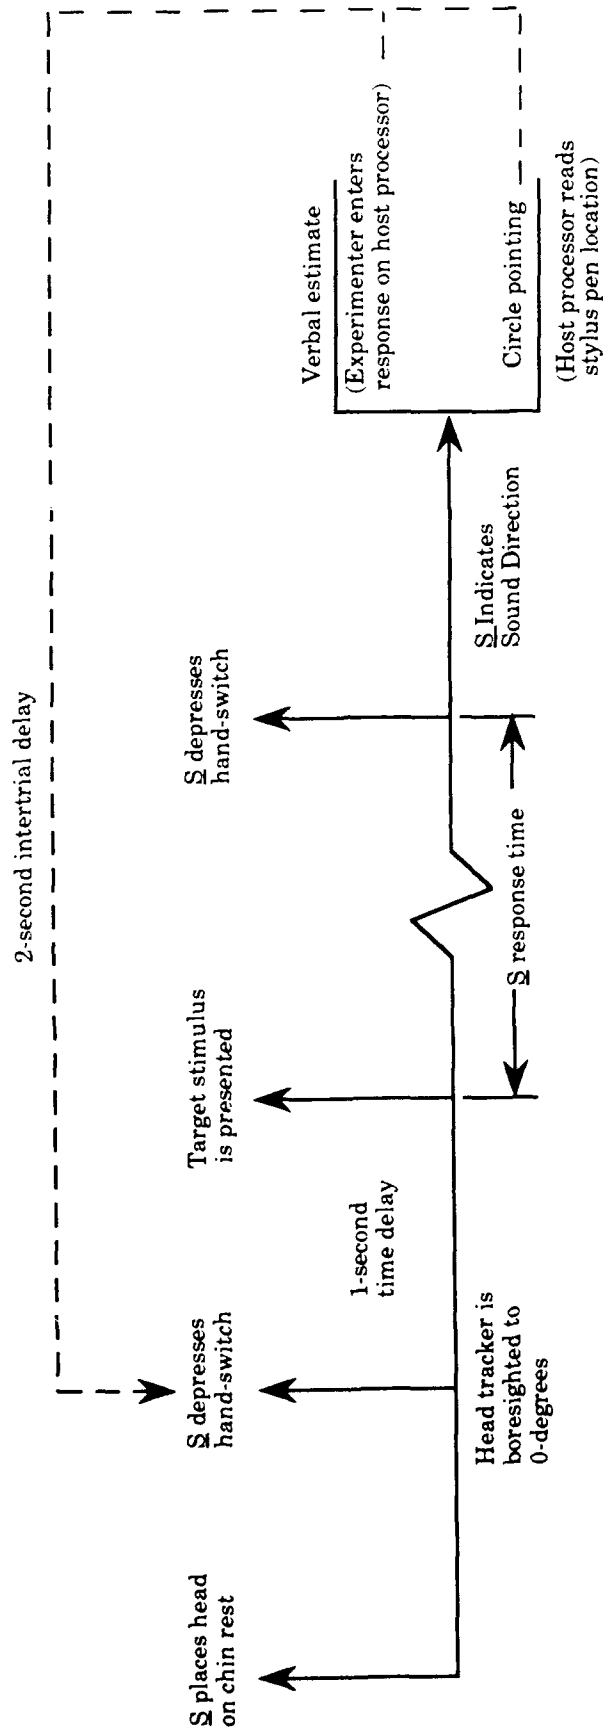 2-second intertrial delay
S places head
on chin rest
S depresses
hand-switch
Target stimulus
is presented
S depresses
hand-switch
1-second
time delay
Head tracker is
boresighted to
0-degrees
S response time
S Indicates
Sound Direction
Verbal estimate
(Experimenter enters
response on host processor)
Circle pointing
(Host processor reads
stylus pen location)